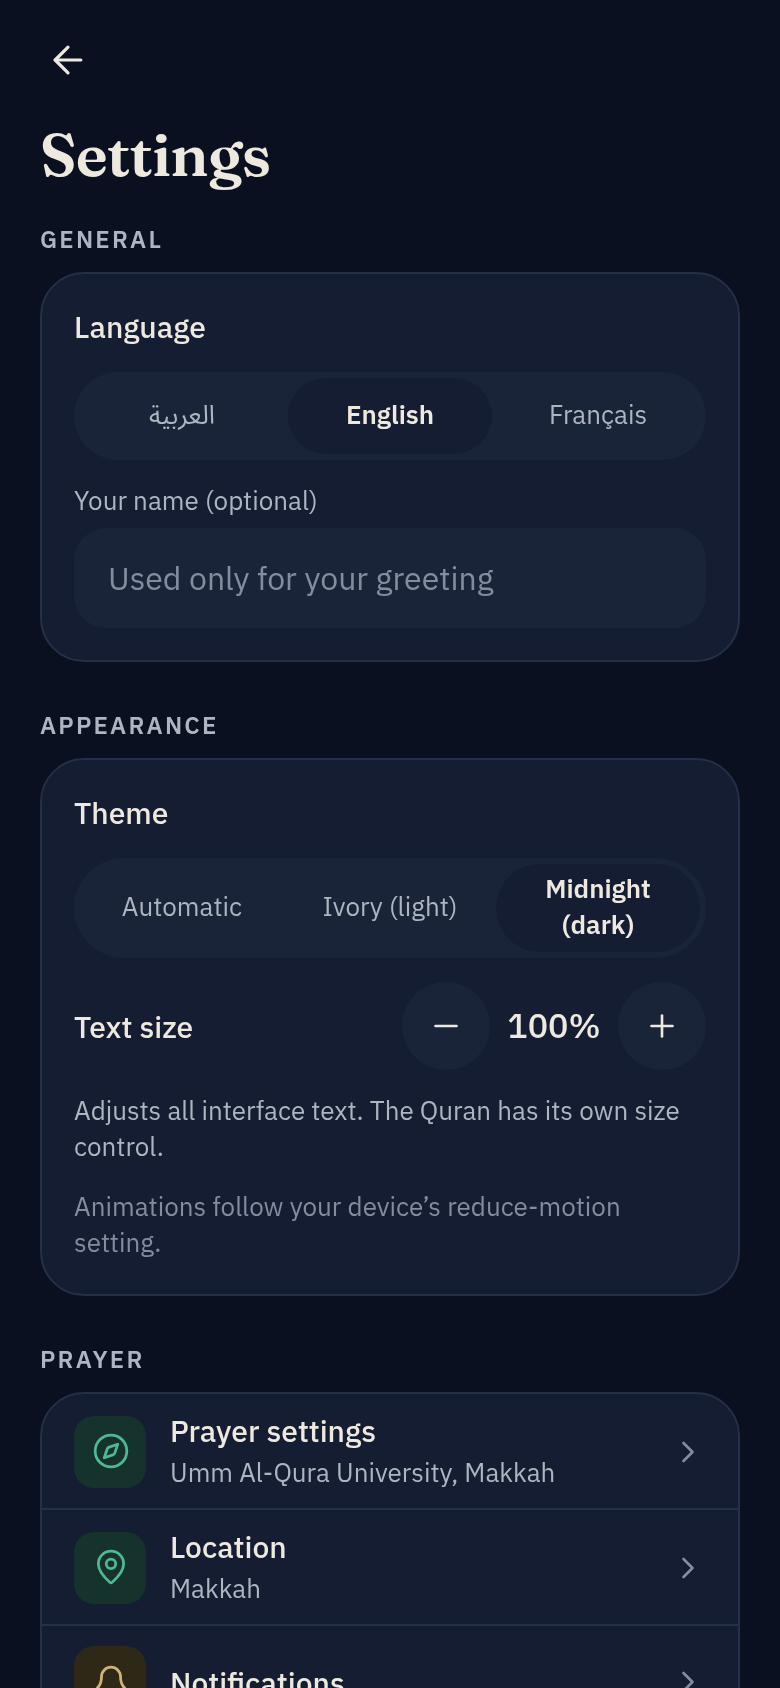 Settings
GENERAL
Language
العربية
English
Français
Your name (optional)
Used only for your greeting
APPEARANCE
Theme
Automatic
Ivory (light)
Midnight
(dark)
Text size
100%
Adjusts all interface text. The Quran has its own size
control.
Animations follow your device’s reduce-motion
setting.
PRAYER
Prayer settings
Umm Al-Qura University, Makkah
Location
Makkah
Notifications